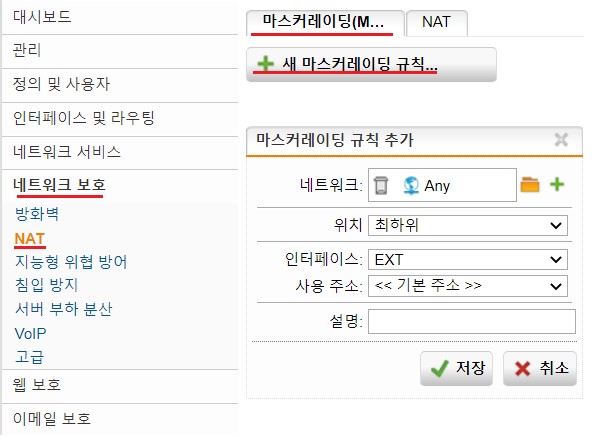 대시보드
관리
정의 및 사용자
인터페이스 및 라우팅
네트워크 서비스
네트워크 보호
방화벽
NAT
지능형 위협 방어
침입 방지
서버 부하 분산
VoIP
고급
웹 보호
이메일 보호
마스커레이딩(M... NAT
새 마스커레이딩 규칙...
마스커레이딩 규칙 추가
네트워크: Any
위치 최하위
인터페이스: EXT
사용 주소: << 기본 주소 >>
설명:
저장 취소